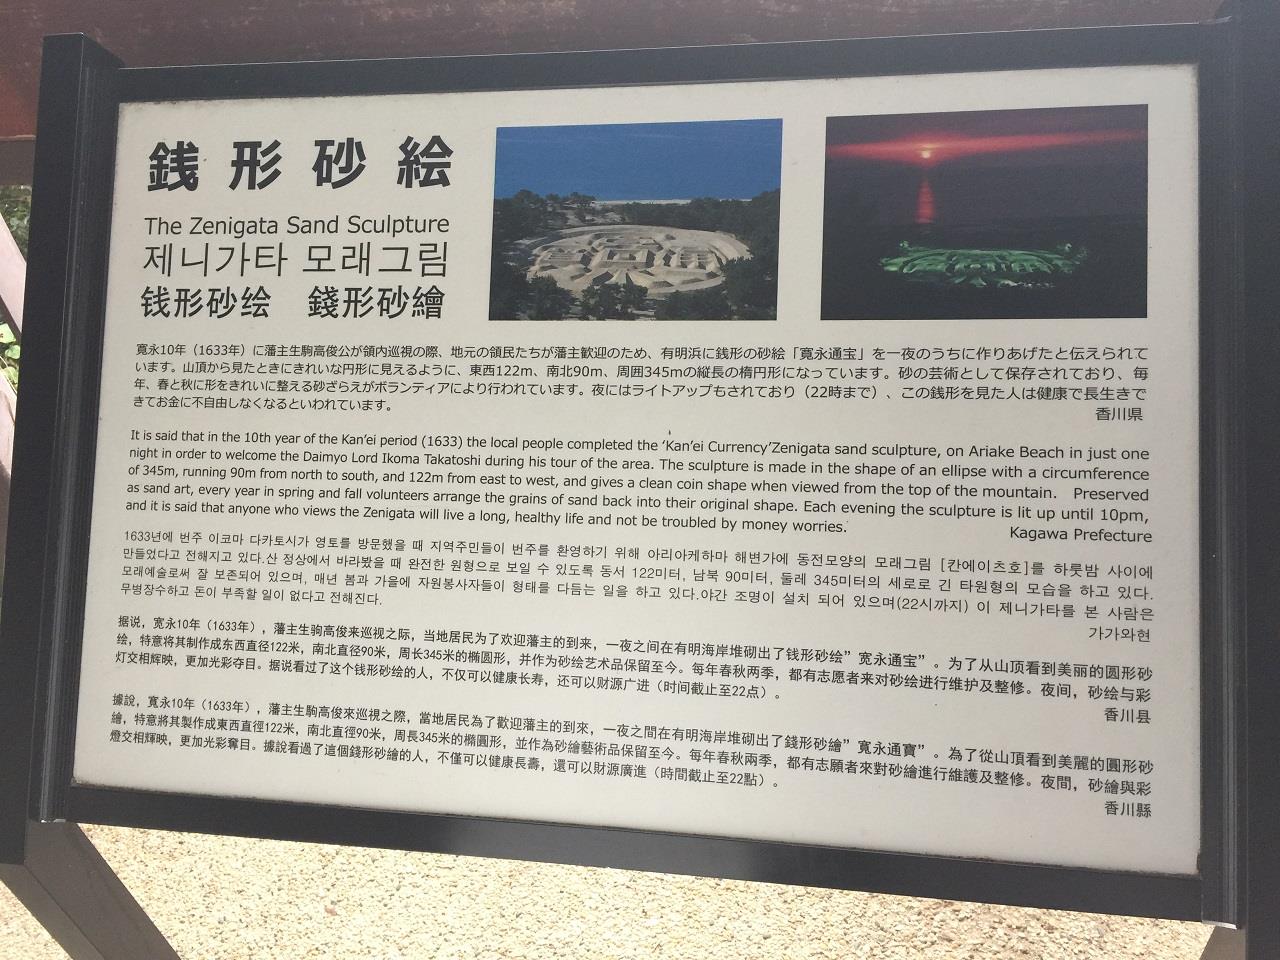 銭形砂絵
The Zenigata Sand Sculpture
제니가타 모래그림
钱形砂绘　錢形砂繪
寛永10年（1633年）に藩主生駒高俊公が領内巡視の際、地元の領民たちが藩主歓迎のため、有明浜に銭形の砂絵「寛永通宝」を一夜のうちに作りあげたと伝えられて
います。山頂から見たときにきれいな円形に見えるように、東西122m、南北90m、周囲345mの縦長の楕円形になっています。砂の芸術として保存されており、毎
年、春と秋に形をきれいに整える砂ざらえがボランティアにより行われています。夜にはライトアップもされており（22時まで）、この銭形を見た人は健康で長生きで
きてお金に不自由しなくなるといわれています。
香川県
It is said that in the 10th year of the Kan'ei period (1633) the local people completed the 'Kan'ei Currency'Zenigata sand sculpture, on Ariake Beach in just one
night in order to welcome the Daimyo Lord Ikoma Takatoshi during his tour of the area. The sculpture is made in the shape of an ellipse with a circumference
of 345m, running 90m from north to south, and 122m from east to west, and gives a clean coin shape when viewed from the top of the mountain. Preserved
as sand art, every year in spring and fall volunteers arrange the grains of sand back into their original shape. Each evening the sculpture is lit up until 10pm,
and it is said that anyone who views the Zenigata will live a long, healthy life and not be troubled by money worries.
Kagawa Prefecture
1633년에 번주 이코마 다카토시가 영토를 방문했을 때 지역주민들이 번주를 환영하기 위해 아리아케하마 해변가에 동전모양의 모래그림 [칸에이츠호]를 하룻밤 사이에
만들었다고 전해지고 있다.산 정상에서 바라봤을 때 완전한 원형으로 보일 수 있도록 동서 122미터, 남북 90미터, 둘레 345미터의 세로로 긴 타원형의 모습을 하고 있다.
모래예술로써 잘 보존되어 있으며, 매년 봄과 가을에 자원봉사자들이 형태를 다듬는 일을 하고 있다.야간 조명이 설치 되어 있으며(22시까지) 이 제니가타를 본 사람은
무병장수하고 돈이 부족할 일이 없다고 전해진다.
가가와현
据说，宽永10年（1633年），藩主生驹高俊来巡视之际，当地居民为了欢迎藩主的到来，一夜之间在有明海岸堆砌出了钱形砂绘”宽永通宝”。为了从山顶看到美丽的圆形砂
绘，特意将其制作成东西直径122米，南北直径90米，周长345米的椭圆形，并作为砂绘艺术品保留至今。每年春秋两季，都有志愿者来对砂绘进行维护及整修。夜间，砂绘与彩
灯交相辉映，更加光彩夺目。据说看过了这个钱形砂绘的人，不仅可以健康长寿，还可以财源广进（时间截止至22点）。
香川县
據說，寬永10年（1633年），藩主生駒高俊來巡視之際，當地居民為了歡迎藩主的到來，一夜之間在有明海岸堆砌出了錢形砂繪”寬永通寶”。為了從山頂看到美麗的圓形砂
繪，特意將其製作成東西直徑122米，南北直徑90米，周長345米的橢圓形，並作為砂繪藝術品保留至今。每年春秋兩季，都有志願者來對砂繪進行維護及整修。夜間，砂繪與彩
燈交相輝映，更加光彩奪目。據說看過了這個錢形砂繪的人，不僅可以健康長壽，還可以財源廣進（時間截止至22點）。
香川縣